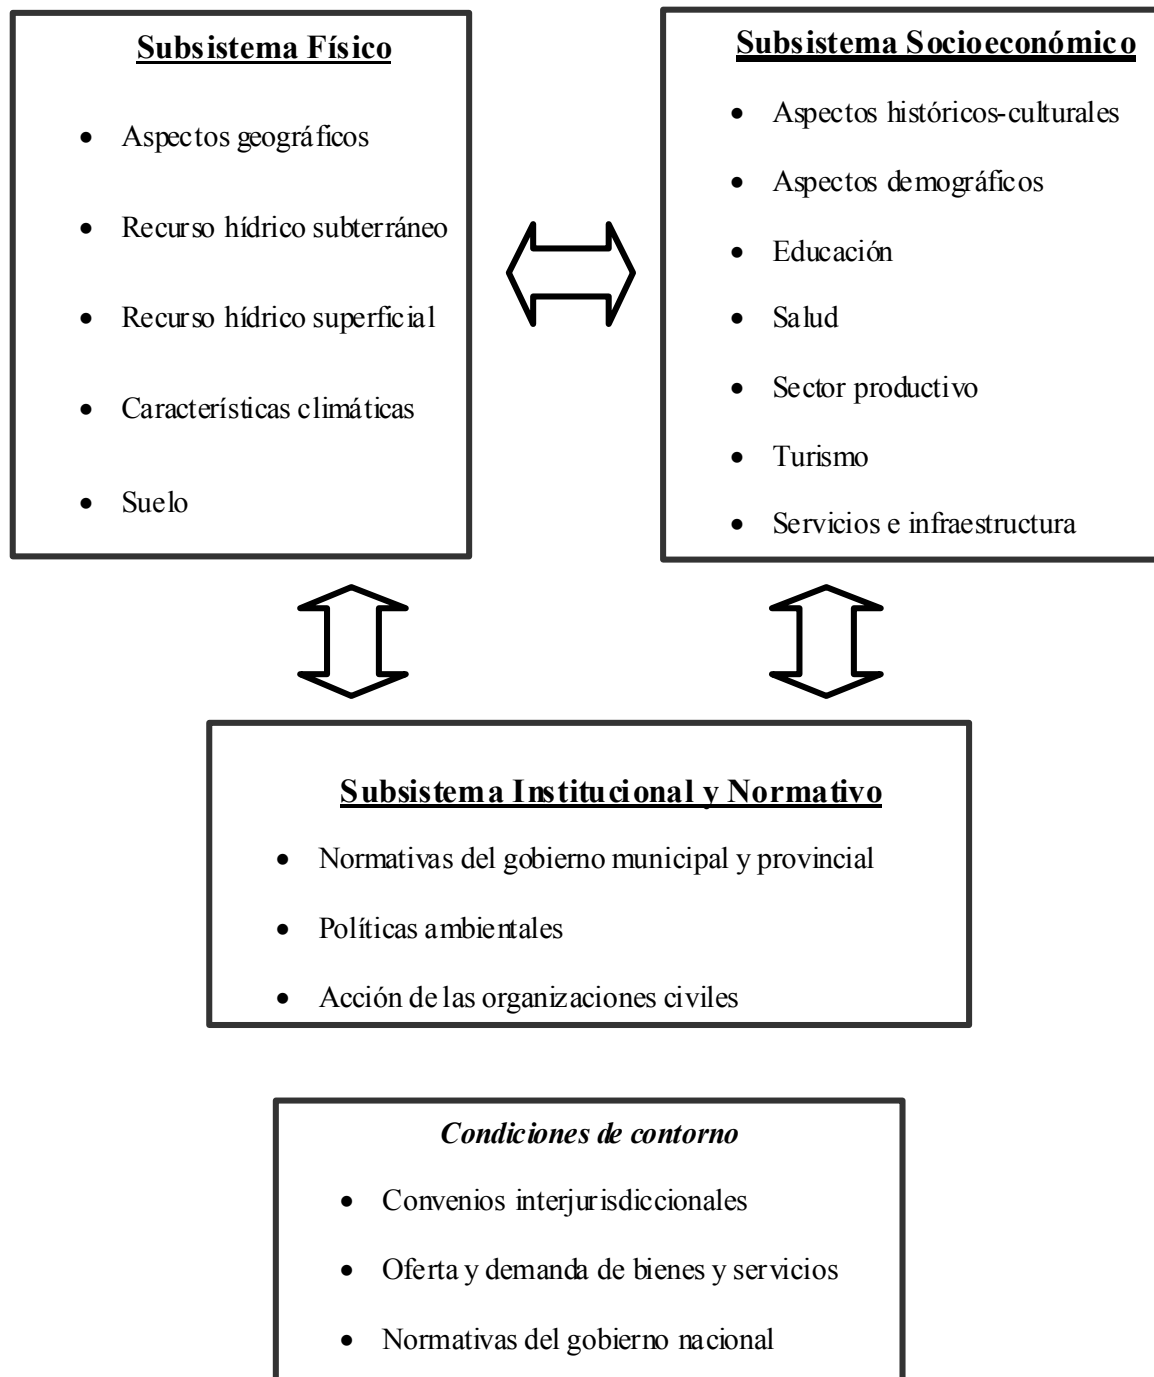 Subsistema Físico
• Aspectos geográficos
• Recurso hídrico subterráneo
• Recurso hídrico superficial
• Características climáticas
• Suelo
Subsistema Socioeconómico
• Aspectos históricos-culturales
• Aspectos demográficos
• Educación
• Salud
• Sector productivo
• Turismo
• Servicios e infraestructura
Subsistema Institucional y Normativo
• Normativas del gobierno municipal y provincial
• Políticas ambientales
• Acción de las organizaciones civiles
Condiciones de contorno
• Convenios interjurisdiccionales
• Oferta y demanda de bienes y servicios
• Normativas del gobierno nacional